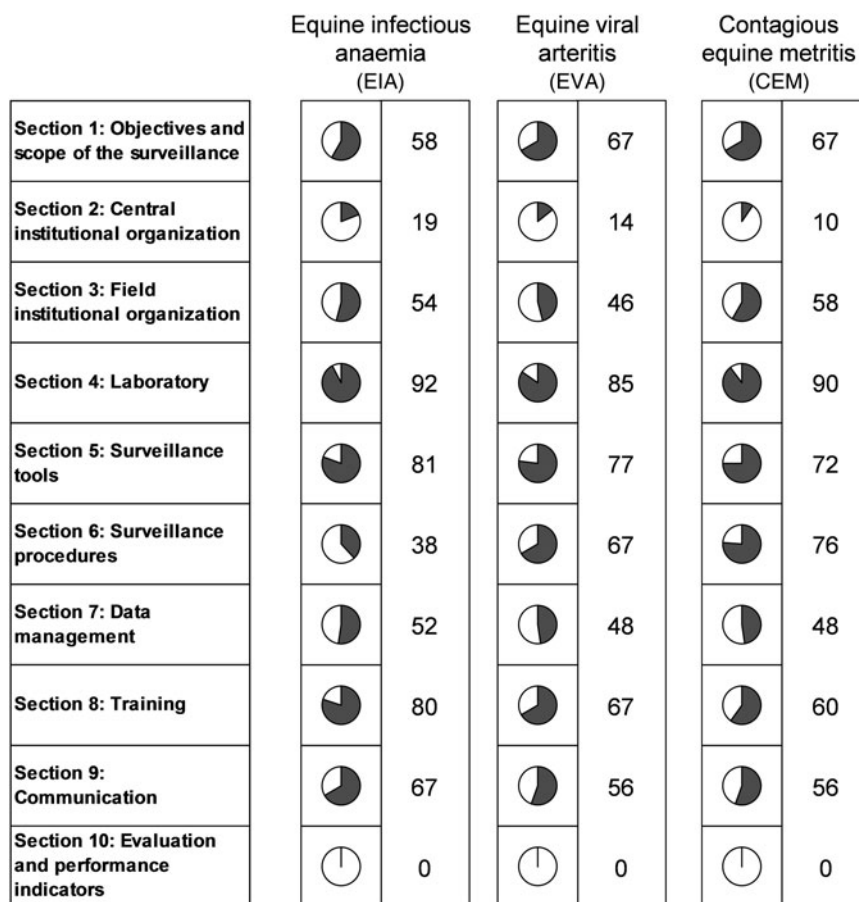 Equine infectious
anaemia
(EIA)
Equine viral
arteritis
(EVA)
Contagious
equine metritis
(CEM)
Section 1: Objectives and
scope of the surveillance
58
67
67
Section 2: Central
institutional organization
19
14
10
Section 3: Field
institutional organization
54
46
58
Section 4: Laboratory
92
85
90
Section 5: Surveillance
tools
81
77
72
Section 6: Surveillance
procedures
38
67
76
Section 7: Data
management
52
48
48
Section 8: Training
80
67
60
Section 9:
Communication
67
56
56
Section 10: Evaluation
and performance
indicators
0
0
0